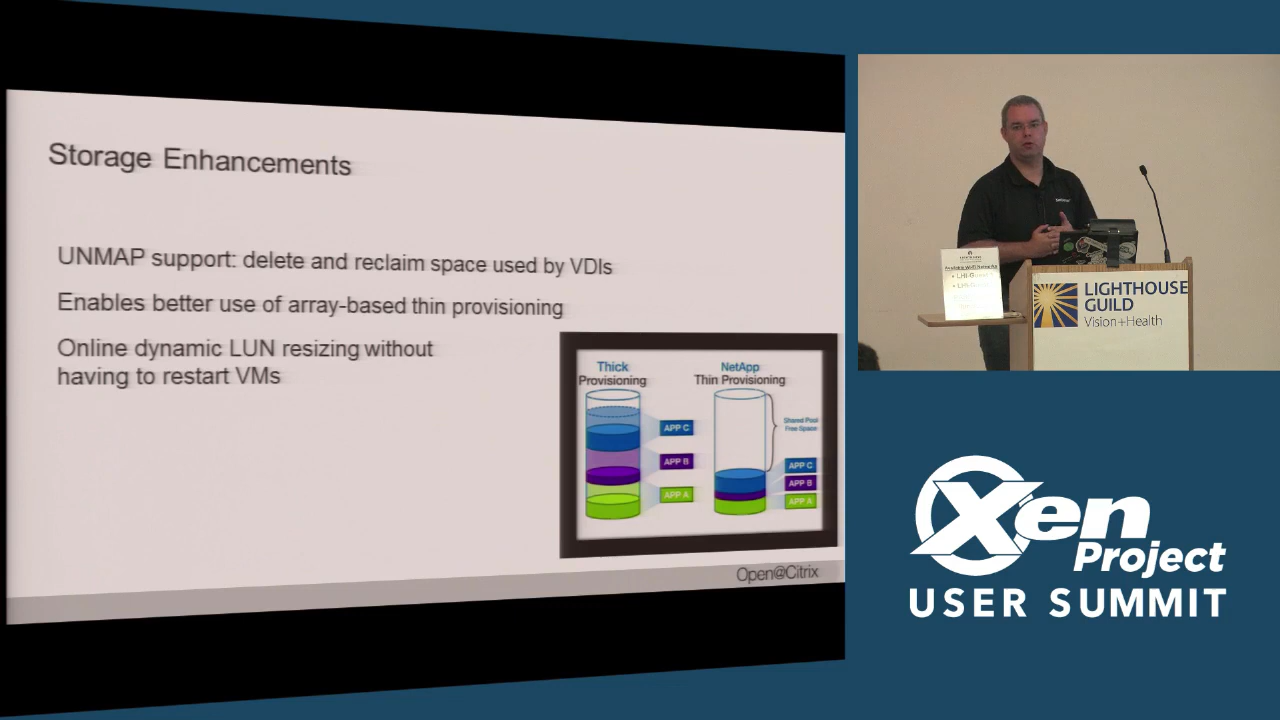 Storage Enhancements
UNMAP support: delete and reclaim space used by VDIs
Enables better use of array-based thin provisioning
Online dynamic LUN resizing without
having to restart VMs
Thick
Provisioning
APP C
APP B
APP A
NetApp
Thin Provisioning
Shared Pool
Free Space
APP C
APP B
APP A
Open@Citrix
LIGHTHOUSE
GUILD
Vision+Health
Xen
Project
USER SUMMIT